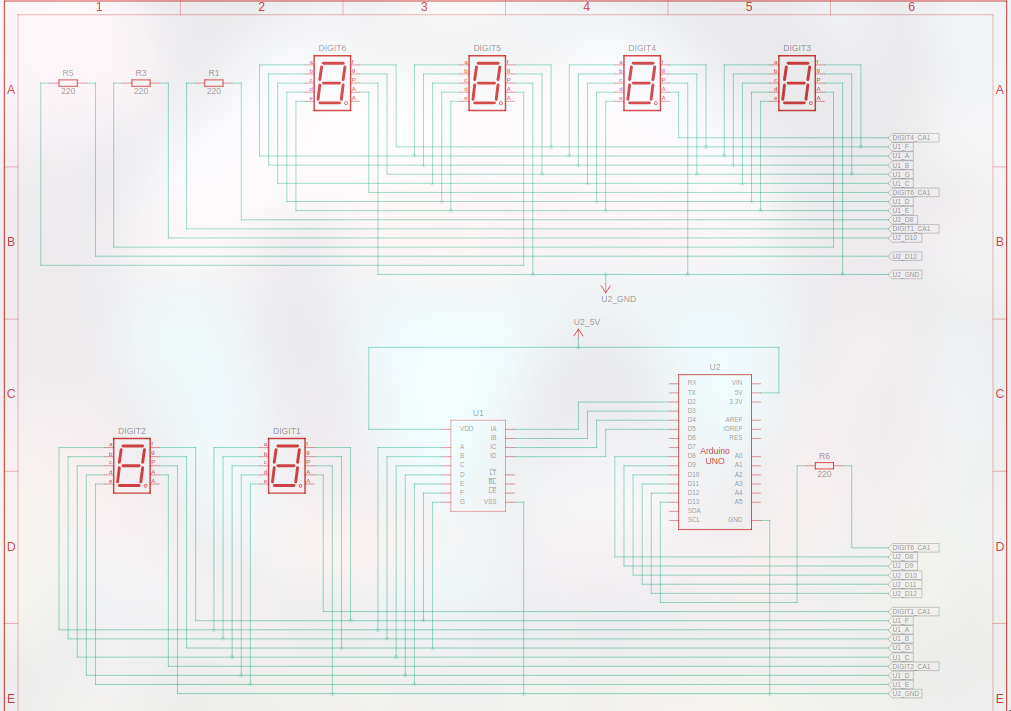 1 2 3 4 5 6
DIGIT6 DIGIT5 DIGIT4 DIGIT3
R5 R3 R1
220 220 220
A A
a f a f a f a f
b g b g b g b g
c P c P c P c P
d A d A d A d A
e A e A e A e A
DIGIT4_CA1
U1_F
U1_A
U1_B
U1_G
U1_C
DIGIT6_CA1
U1_D
U1_E
U2_D8
DIGIT1_CA1
U2_D10
B B
U2_D12
U2_GND
U2_GND
U2_5V
C C
U2
RX VIN
TX 5V
D2 3.3V
D3
D4 AREF
D5 IOREF
D6 RES
D7
D8 A0
D9 A1
D10 A2
D11 A3
D12 A4
D13 A5
SDA
SCL GND
Arduino
UNO
U1
VDD IA
IB
A IC
B ID
C
D LT
E BL
F LE
G VSS
DIGIT2 DIGIT1
a f a f
b g b g
c P c P
d A d A
e A e A
R6
220
D D
DIGIT6_CA1
U2_D8
U2_D9
U2_D10
U2_D11
U2_D12
DIGIT1_CA1
U1_F
U1_A
U1_B
U1_G
U1_C
DIGIT2_CA1
U1_D
U1_E
U2_GND
E E